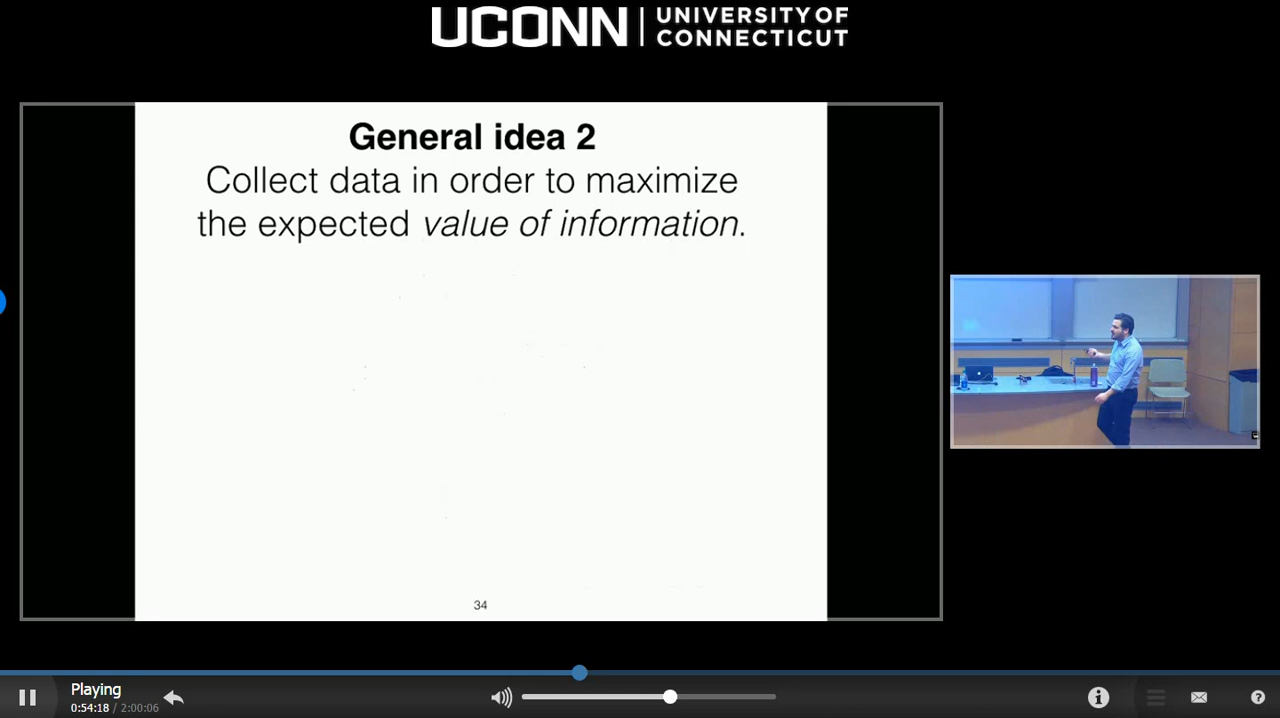 UCONN | UNIVERSITY OF
CONNECTICUT
General idea 2
Collect data in order to maximize
the expected value of information.
34
Playing
0:54:18 / 2:00:06